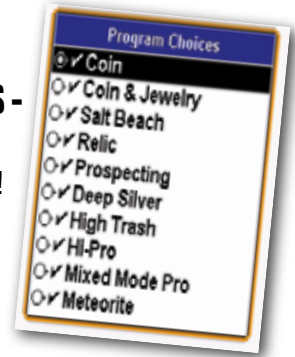 Program Choices
✓ Coin
✓ Coin & Jewelry
✓ Salt Beach
✓ Relic
✓ Prospecting
✓ Deep Silver
✓ High Trash
✓ HI-Pro
✓ Mixed Mode Pro
✓ Meteorite
S -
!